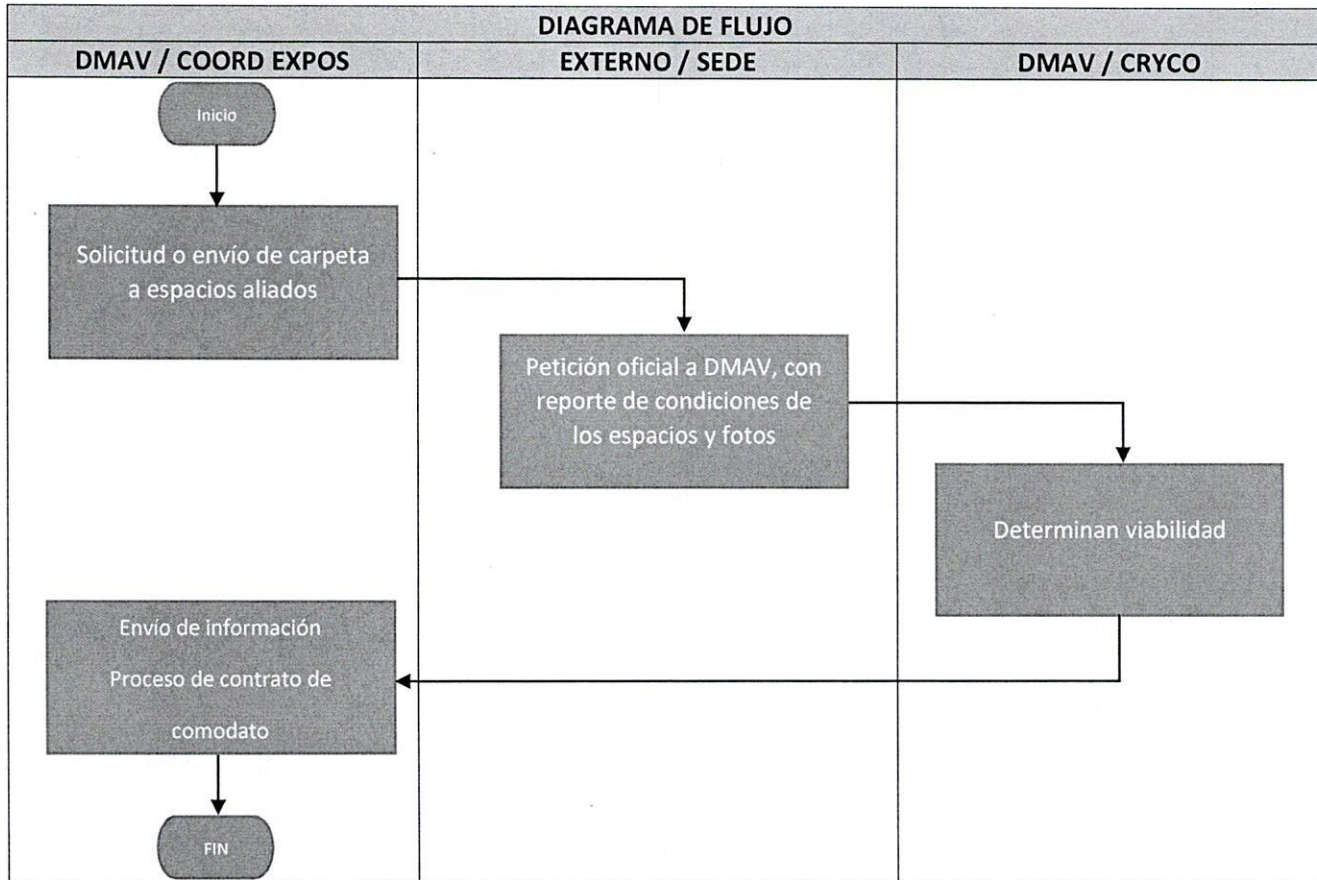 DIAGRAMA DE FLUJO
DMAV / COORD EXPOS
EXTERNO / SEDE
DMAV / CRYCO
Inicio
Solicitud o envío de carpeta
a espacios aliados
Petición oficial a DMAV, con
reporte de condiciones de
los espacios y fotos
Determinan viabilidad
Envío de información
Proceso de contrato de
comodato
FIN